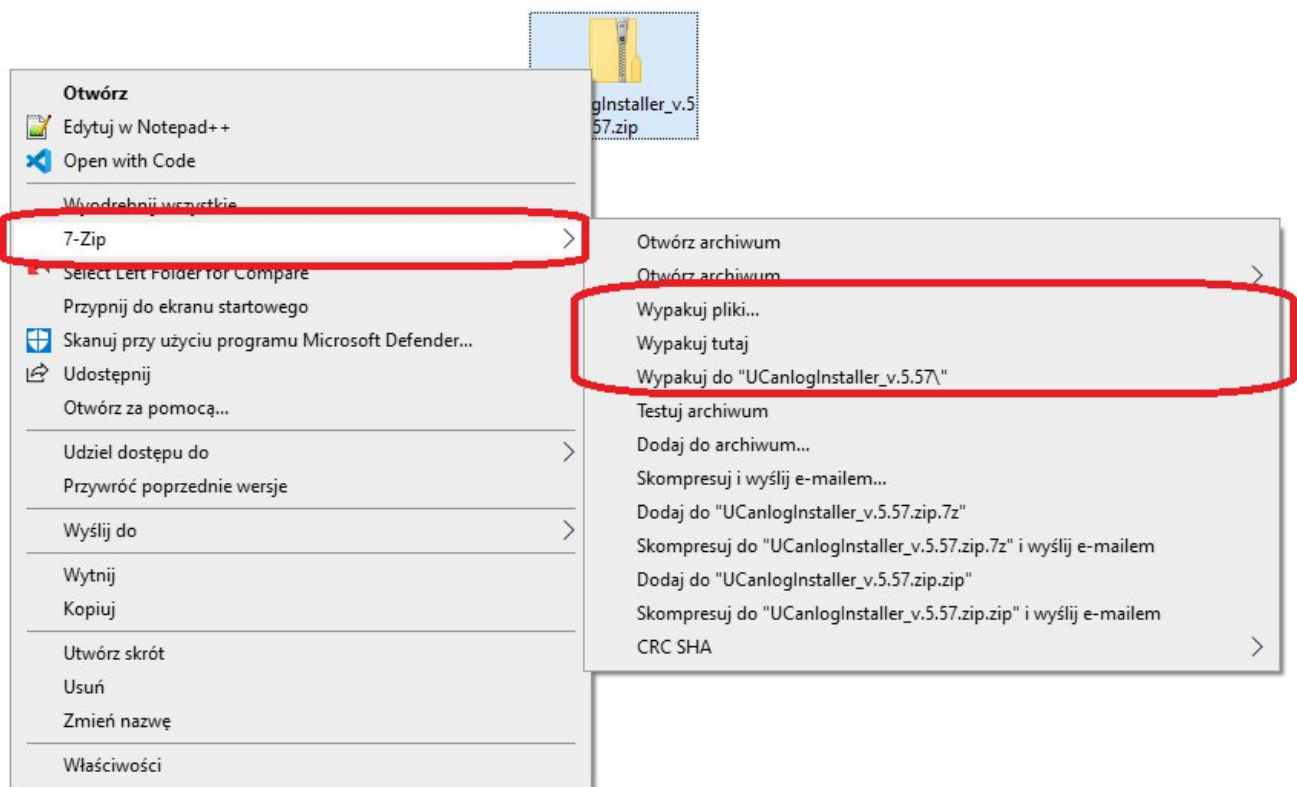 gInstaller_v.5
57.zip
Otwórz
Edytuj w Notepad++
Open with Code
Wyodrębnij wszystkie
7-Zip
Select Left Folder for Compare
Przypnij do ekranu startowego
Skanuj przy użyciu programu Microsoft Defender...
Udostępnij
Otwórz za pomocą...
Udziel dostępu do
Przywróć poprzednie wersje
Wyślij do
Wytnij
Kopiuj
Utwórz skrót
Usuń
Zmień nazwę
Właściwości
Otwórz archiwum
Otwórz archiwum
Wypakuj pliki...
Wypakuj tutaj
Wypakuj do "UCanlogInstaller_v.5.57\"
Testuj archiwum
Dodaj do archiwum...
Skompresuj i wyślij e-mailem...
Dodaj do "UCanlogInstaller_v.5.57.zip.7z"
Skompresuj do "UCanlogInstaller_v.5.57.zip.7z" i wyślij e-mailem
Dodaj do "UCanlogInstaller_v.5.57.zip.zip"
Skompresuj do "UCanlogInstaller_v.5.57.zip.zip" i wyślij e-mailem
CRC SHA